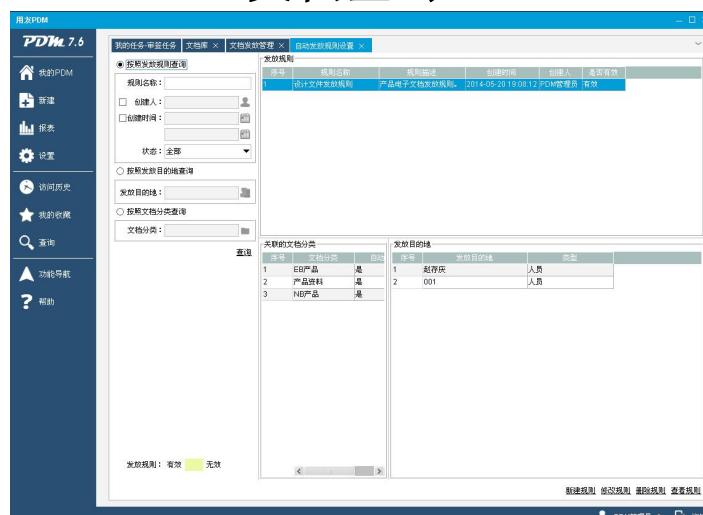 用友PDM
PDM 7.6
我的任务-审签任务 文档库 × 文档发放管理 × 自动发放规则设置 ×
我的PDM
新建
报表
设置
访问历史
我的收藏
查询
功能导航
帮助
按照发放规则查询
规则名称：
创建人：
创建时间：
状态： 全部
按照发放目的地查询
发放目的地：
按照文档分类查询
文档分类：
查询
发放规则： 有效 无效
发放规则
序号 规则名称 规则描述 创建时间 创建人 是否有效
1 设计文件发放规则 产品电子文档发放规则。 2014-05-20 19:08:12 PDM管理员 有效
关联的文档分类
序号 文档分类 自动
1 EB产品 是
2 产品资料 是
3 NB产品 是
发放目的地
序号 发放目的地 类型
1 赵存庆 人员
2 001 人员
新建规则 修改规则 删除规则 查看规则